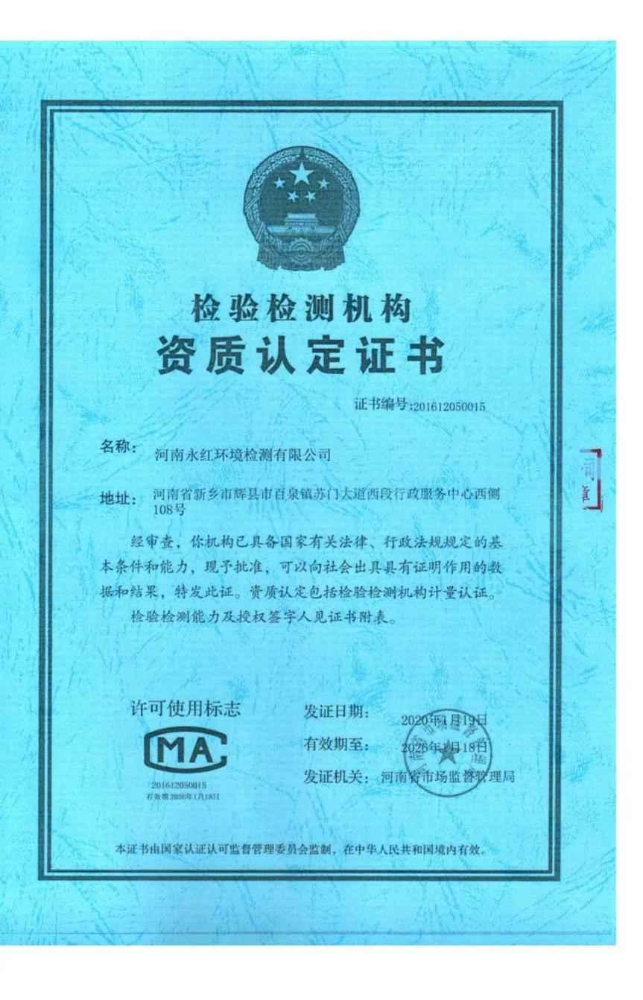 检验检测机构
资质认定证书
证书编号:201612050015
名称： 河南永红环境检测有限公司
地址： 河南省新乡市辉县市百泉镇苏门大道西段行政服务中心西侧
108号
经审查，你机构已具备国家有关法律、行政法规规定的基
本条件和能力，现予批准，可以向社会出具具有证明作用的数
据和结果，特发此证。资质认定包括检验检测机构计量认证。
检验检测能力及授权签字人见证书附表。
许可使用标志
MA
201612050015
有效期 2026年1月18日
发证日期： 2020年1月19日
有效期至： 2026年1月18日
发证机关： 河南省市场监督管理局
本证书由国家认证认可监督管理委员会监制，在中华人民共和国境内有效。
司
章